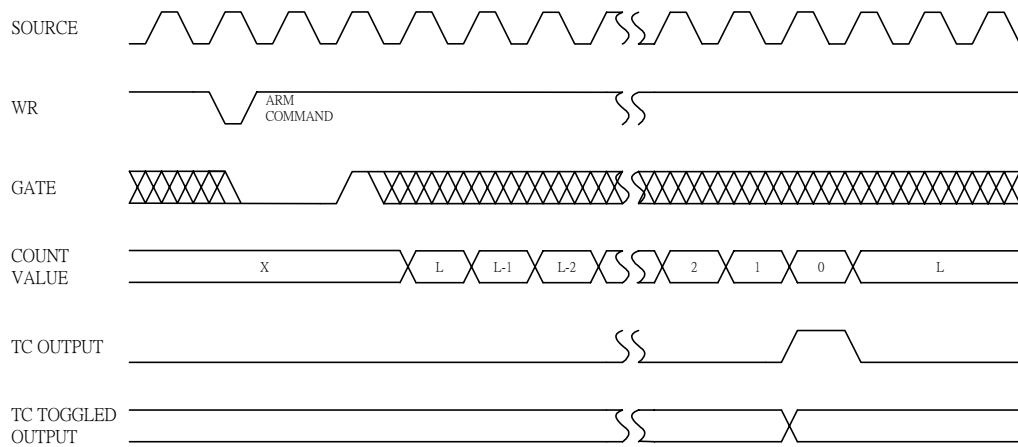 SOURCE
WR
ARM
COMMAND
GATE
COUNT
VALUE
X
L
L-1
L-2
2
1
0
L
TC OUTPUT
TC TOGGLED
OUTPUT